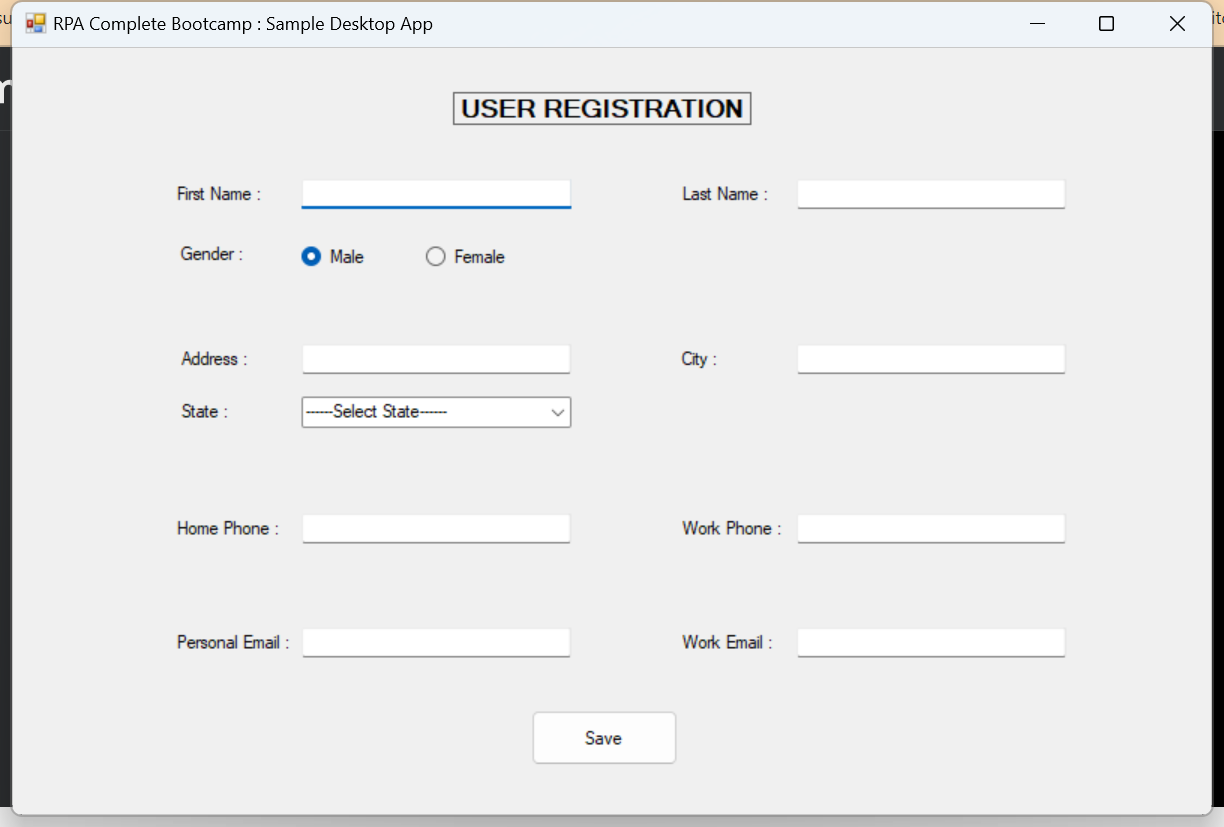 RPA Complete Bootcamp : Sample Desktop App
USER REGISTRATION
First Name :
Last Name :
Gender :
Male
Female
Address :
City :
State :
------Select State------
Home Phone :
Work Phone :
Personal Email :
Work Email :
Save